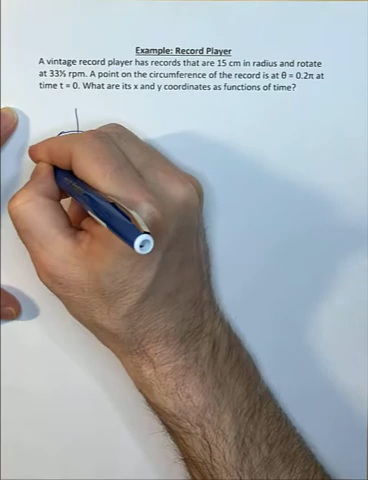 Example: Record Player
A vintage record player has records that are 15 cm in radius and rotate
at 33⅓ rpm. A point on the circumference of the record is at θ = 0.2π at
time t = 0. What are its x and y coordinates as functions of time?